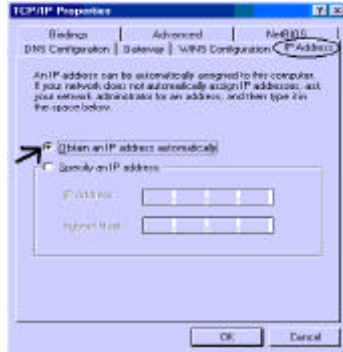 TCP/IP Properties
Bindings Advanced NetBIOS
DNS Configuration Gateway WINS Configuration IP Address
An IP address can be automatically assigned to this computer.
If your network does not automatically assign IP addresses, ask
your network administrator for an address, and then type it in
the space below.
Obtain an IP address automatically
Specify an IP address:
IP Address:
Subnet Mask:
OK Cancel